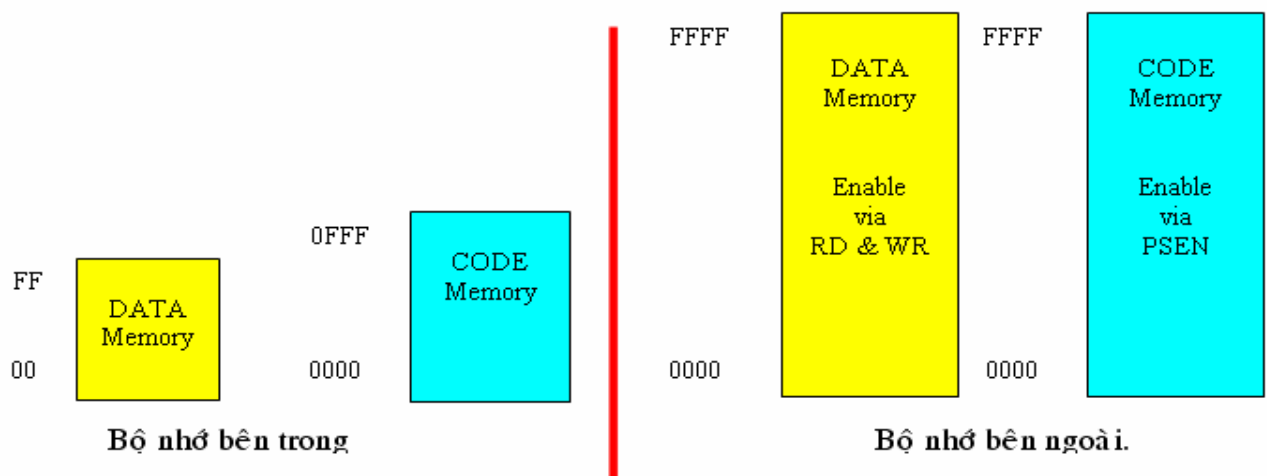 FF
00
DATA
Memory
0FFF
0000
CODE
Memory
Bộ nhớ bên trong
FFFF
0000
DATA
Memory
Enable
via
RD & WR
FFFF
0000
CODE
Memory
Enable
via
PSEN
Bộ nhớ bên ngoài.